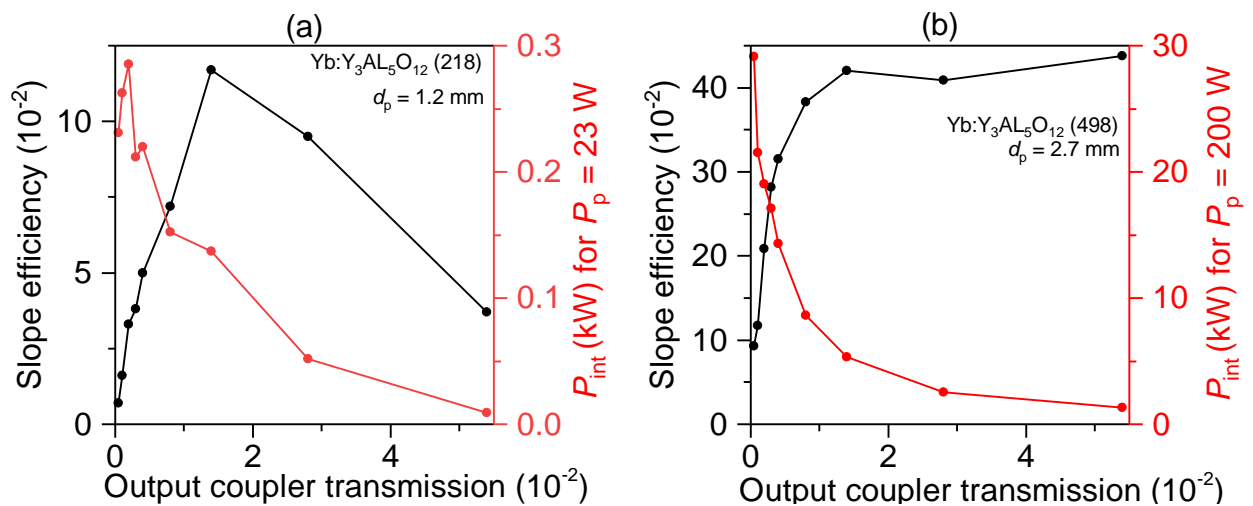 (a)
Yb:Y3AL5O12 (218)
dp = 1.2 mm
Slope efficiency (10-2)
10
5
0
0
2
4
Output coupler transmission (10-2)
0.3
0.2
0.1
0.0
Pint (kW) for Pp = 23 W
(b)
Yb:Y3AL5O12 (498)
dp = 2.7 mm
Slope efficiency (10-2)
40
30
20
10
0
0
2
4
Output coupler transmission (10-2)
30
20
10
0
Pint (kW) for Pp = 200 W